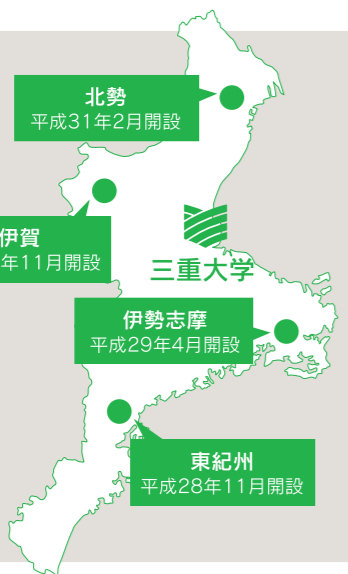 北勢
平成31年2月開設
伊賀
年11月開設
三重大学
伊勢志摩
平成29年4月開設
東紀州
平成28年11月開設